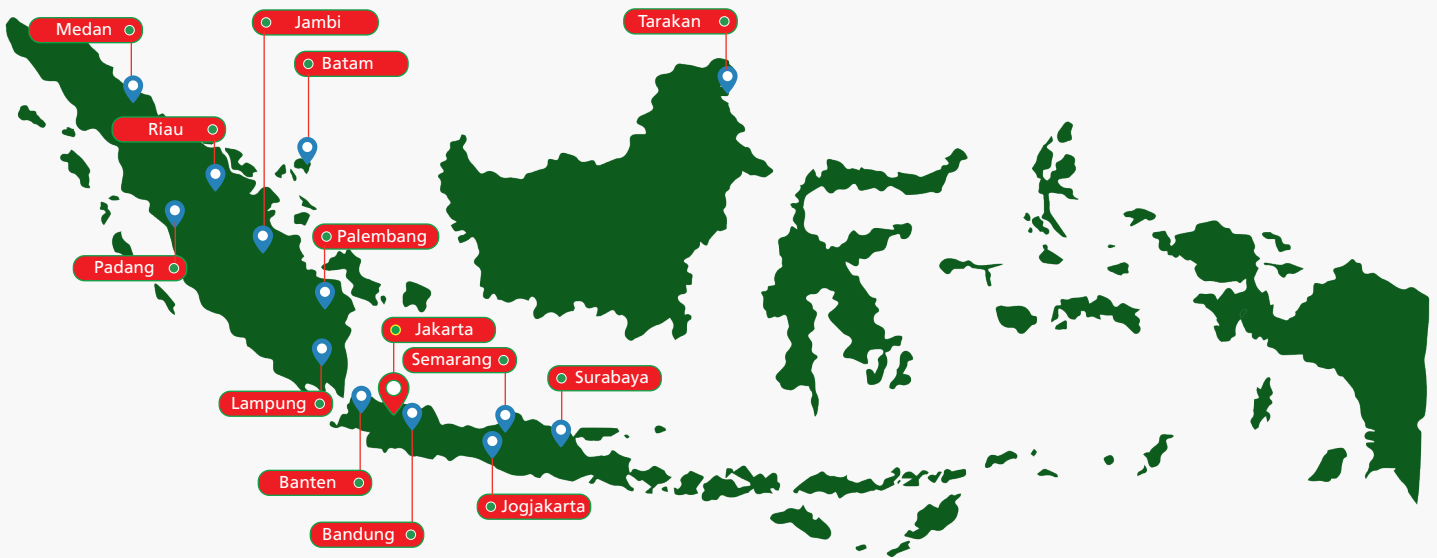 Medan
Jambi
Tarakan
Batam
Riau
Palembang
Padang
Jakarta
Semarang
Surabaya
Lampung
Banten
Jogjakarta
Bandung